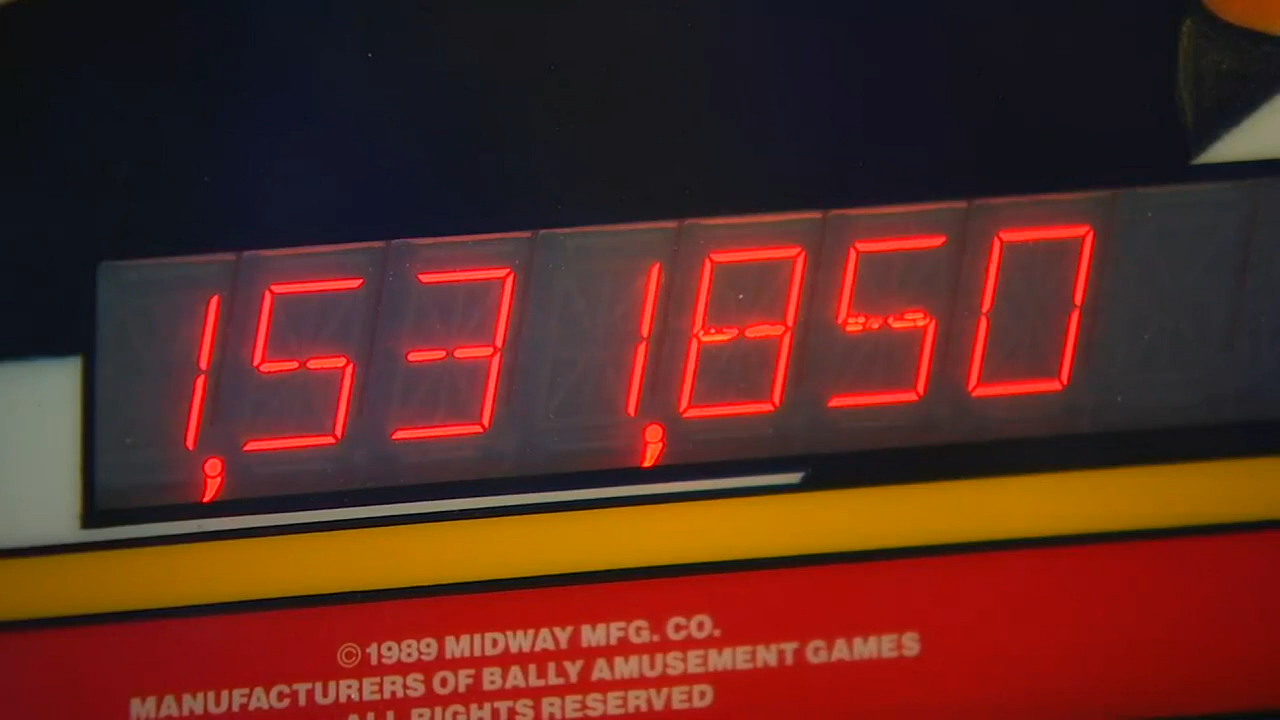 1,531,850
©1989 MIDWAY MFG. CO.
MANUFACTURERS OF BALLY AMUSEMENT GAMES
ALL RIGHTS RESERVED